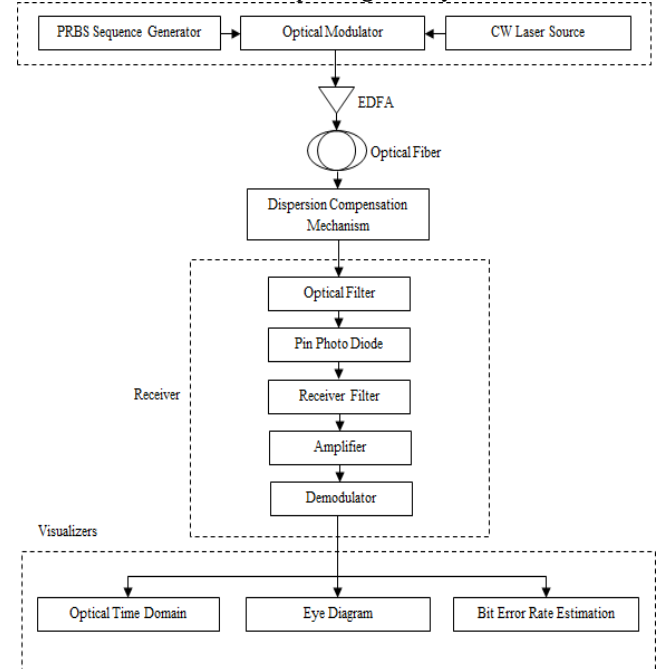 PRBS Sequence Generator
Optical Modulator
CW Laser Source
EDFA
Optical Fiber
Dispersion Compensation
Mechanism
Optical Filter
Pin Photo Diode
Receiver
Receiver Filter
Amplifier
Demodulator
Visualizers
Optical Time Domain
Eye Diagram
Bit Error Rate Estimation